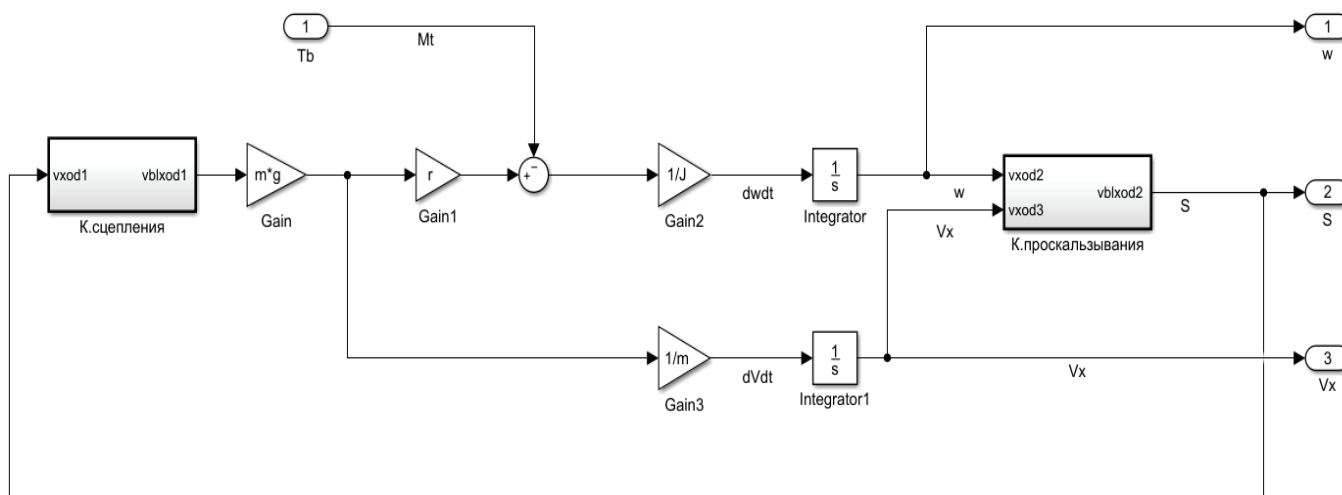 1
Tb
Mt
1
w
vxod1
vblxod1
К.сцепления
m*g
Gain
r
Gain1
−
+
1/J
Gain2
dwdt
1
s
Integrator
w
Vx
vxod2
vxod3
vblxod2
К.проскальзывания
S
2
S
1/m
Gain3
dVdt
1
s
Integrator1
Vx
3
Vx